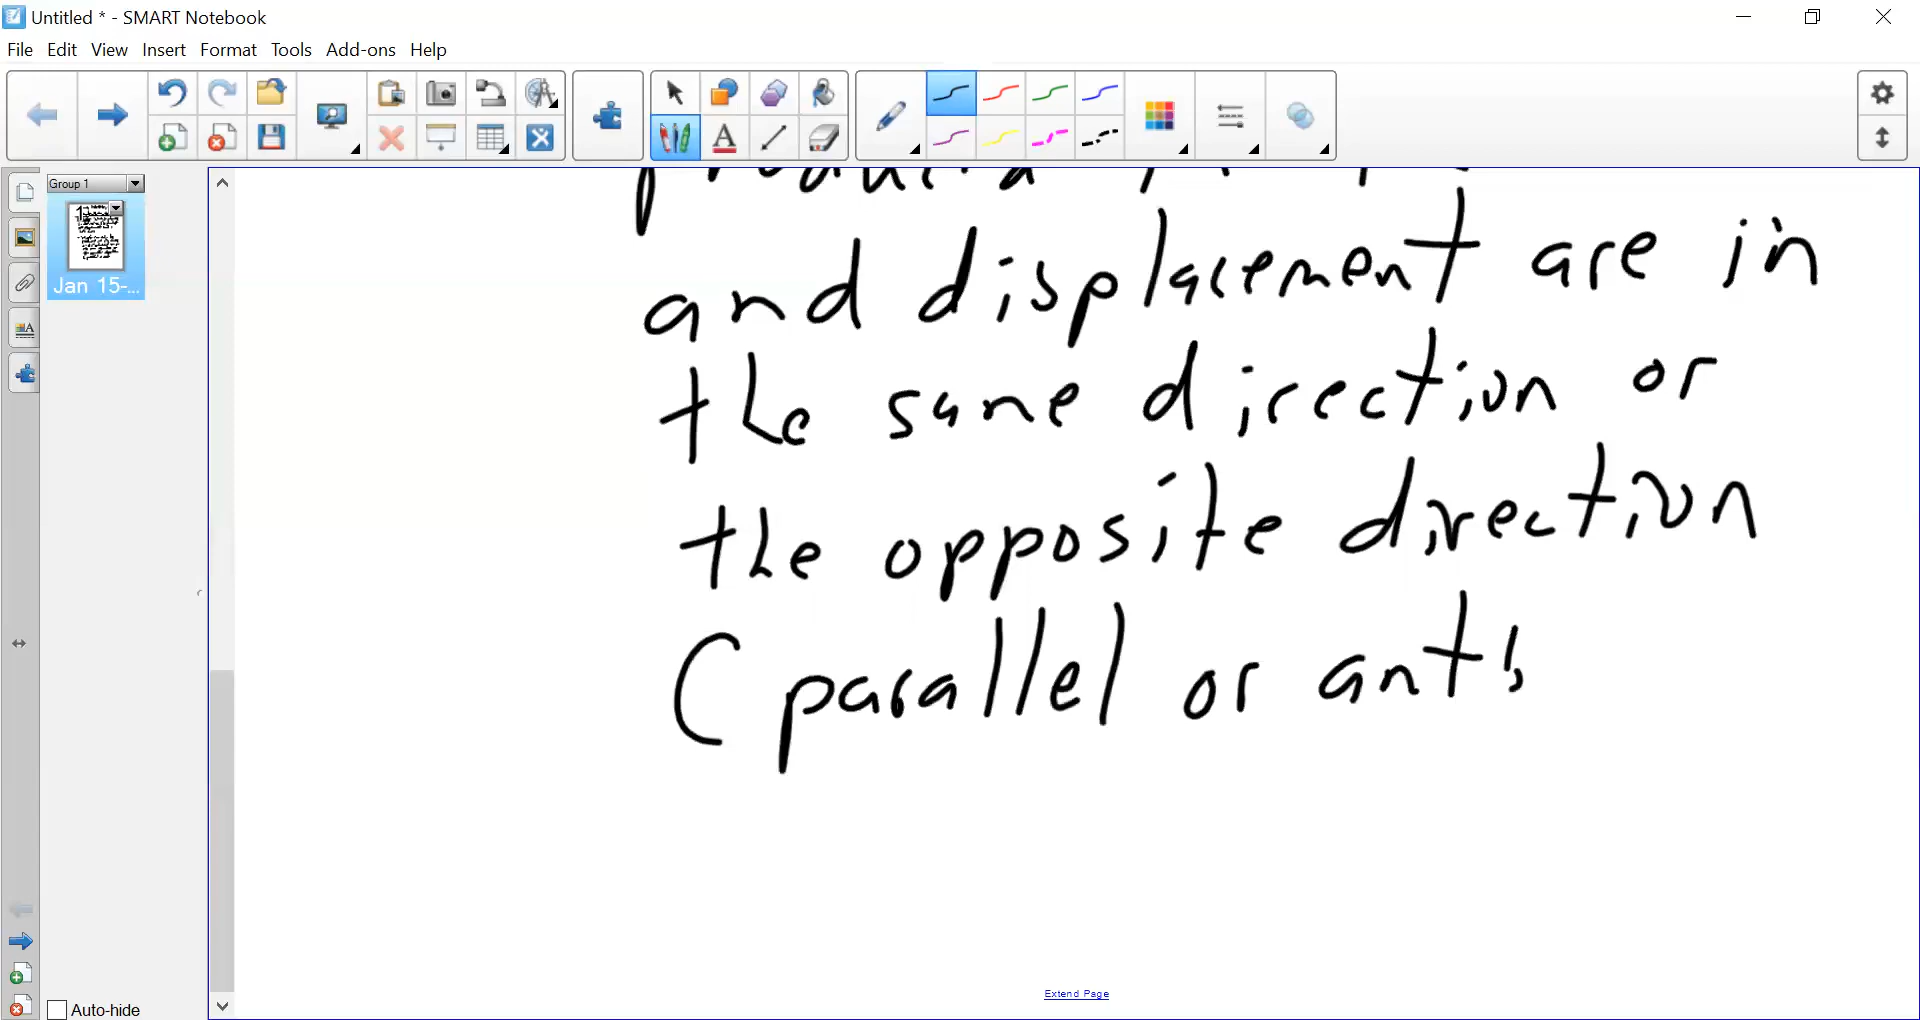 Untitled * - SMART Notebook
File Edit View Insert Format Tools Add-ons Help
Group 1
Jan 15-...
and displacement are in
the same direction or
the opposite direction
(parallel or anti
Extend Page
Auto-hide